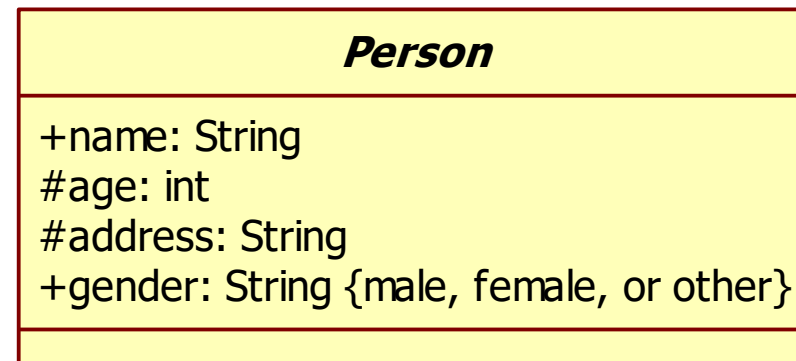 Person
+name: String
#age: int
#address: String
+gender: String {male, female, or other}